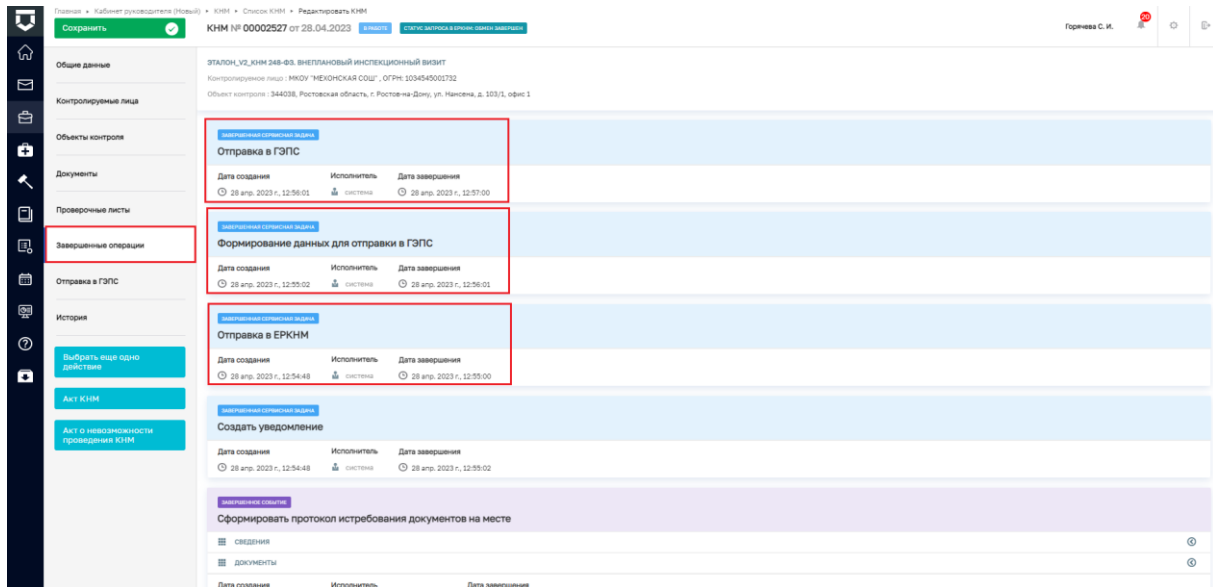 Главная • Кабинет руководителя (Новый) • КНМ • Список КНМ • Редактировать КНМ
Сохранить
КНМ № 00002527 от 28.04.2023
В РАБОТЕ
СТАТУС ЗАПРОСА В ЕРКНМ: ОБМЕН ЗАВЕРШЕН
Горячева С. И.
20
Общие данные
Контролируемые лица
Объекты контроля
Документы
Проверочные листы
Завершенные операции
Отправка в ГЭПС
История
Выбрать еще одно
действие
Акт КНМ
Акт о невозможности
проведения КНМ
ЭТАЛОН_V2_КНМ 248-ФЗ. ВНЕПЛАНОВЫЙ ИНСПЕКЦИОННЫЙ ВИЗИТ
Контролируемое лицо : МКОУ "МЕХОНСКАЯ СОШ" , ОГРН: 1034545001732
Объект контроля : 344038, Ростовская область, г. Ростов-на-Дону, ул. Нансена, д. 103/1, офис 1
ЗАВЕРШЕННАЯ СЕРВИСНАЯ ЗАДАЧА
Отправка в ГЭПС
Дата создания Исполнитель Дата завершения
28 апр. 2023 г., 12:56:01 система 28 апр. 2023 г., 12:57:00
ЗАВЕРШЕННАЯ СЕРВИСНАЯ ЗАДАЧА
Формирование данных для отправки в ГЭПС
Дата создания Исполнитель Дата завершения
28 апр. 2023 г., 12:55:02 система 28 апр. 2023 г., 12:56:01
ЗАВЕРШЕННАЯ СЕРВИСНАЯ ЗАДАЧА
Отправка в ЕРКНМ
Дата создания Исполнитель Дата завершения
28 апр. 2023 г., 12:54:48 система 28 апр. 2023 г., 12:55:00
ЗАВЕРШЕННАЯ СЕРВИСНАЯ ЗАДАЧА
Создать уведомление
Дата создания Исполнитель Дата завершения
28 апр. 2023 г., 12:54:48 система 28 апр. 2023 г., 12:55:02
ЗАВЕРШЕННОЕ СОБЫТИЕ
Сформировать протокол истребования документов на месте
СВЕДЕНИЯ
ДОКУМЕНТЫ
Дата создания Исполнитель Дата завершения